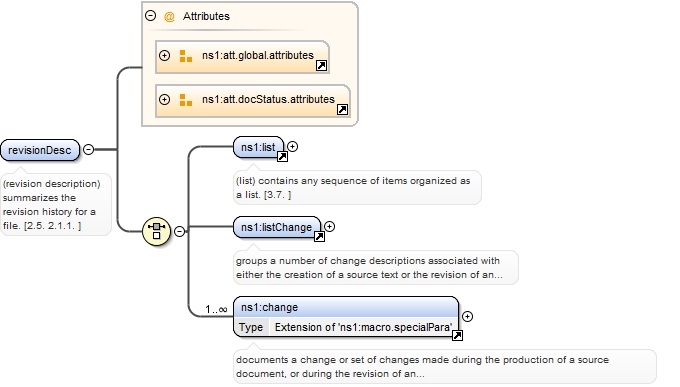 @ Attributes
ns1:att.global.attributes
ns1:att.docStatus.attributes
revisionDesc
(revision description)
summarizes the
revision history for a
file. [2.5. 2.1.1. ]
ns1:list
(list) contains any sequence of items organized as
a list. [3.7. ]
ns1:listChange
groups a number of change descriptions associated with
either the creation of a source text or the revision of an...
1..∞
ns1:change
Type Extension of 'ns1:macro.specialPara'
documents a change or set of changes made during the production of a source
document, or during the revision of an...